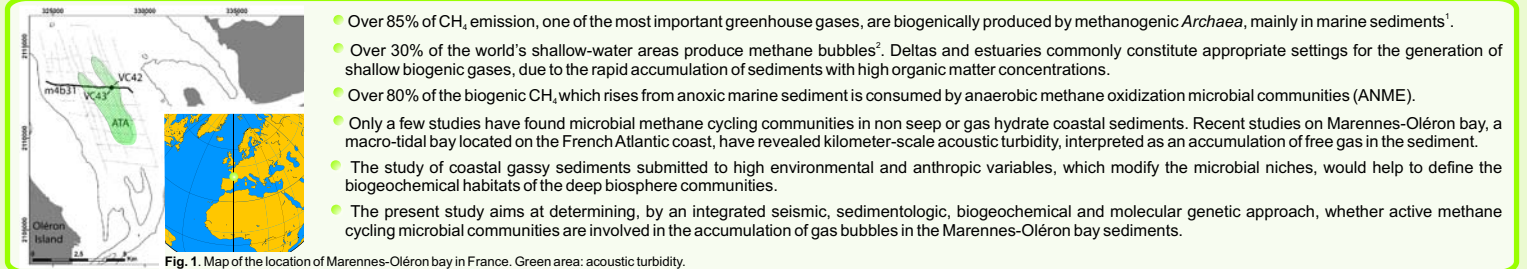 325000 330000
2115000
VC42
m4b31
VC43
ATA
2110000
Oléron
Island
2105000
0 2,5 5 Km
Over 85% of CH₄ emission, one of the most important greenhouse gases, are biogenically produced by methanogenic Archaea, mainly in marine sediments¹.
Over 30% of the world's shallow-water areas produce methane bubbles². Deltas and estuaries commonly constitute appropriate settings for the generation of
shallow biogenic gases, due to the rapid accumulation of sediments with high organic matter concentrations.
Over 80% of the biogenic CH₄ which rises from anoxic marine sediment is consumed by anaerobic methane oxidization microbial communities (ANME).
Only a few studies have found microbial methane cycling communities in non seep or gas hydrate coastal sediments. Recent studies on Marennes-Oléron bay, a
macro-tidal bay located on the French Atlantic coast, have revealed kilometer-scale acoustic turbidity, interpreted as an accumulation of free gas in the sediment.
The study of coastal gassy sediments submitted to high environmental and anthropic variables, which modify the microbial niches, would help to define the
biogeochemical habitats of the deep biosphere communities.
The present study aims at determining, by an integrated seismic, sedimentologic, biogeochemical and molecular genetic approach, whether active methane
cycling microbial communities are involved in the accumulation of gas bubbles in the Marennes-Oléron bay sediments.
Fig. 1. Map of the location of Marennes-Oléron bay in France. Green area: acoustic turbidity.